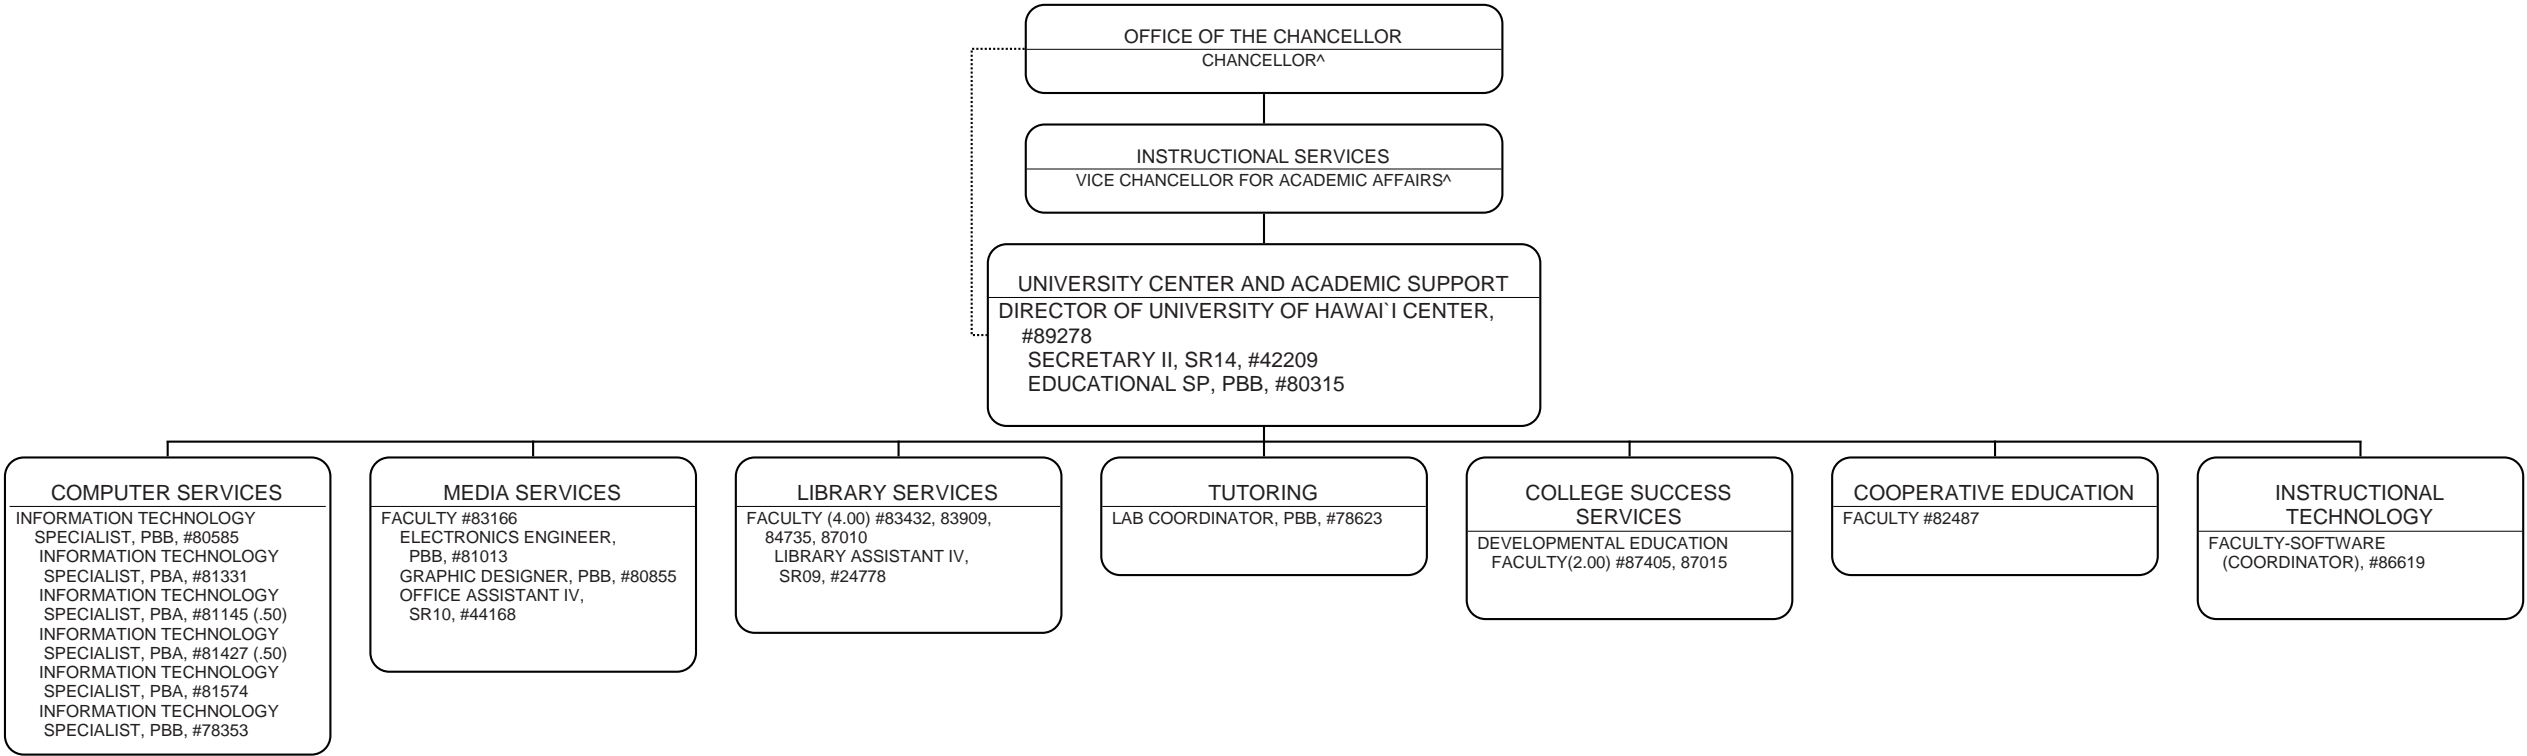 OFFICE OF THE CHANCELLOR
CHANCELLOR^
INSTRUCTIONAL SERVICES
VICE CHANCELLOR FOR ACADEMIC AFFAIRS^
UNIVERSITY CENTER AND ACADEMIC SUPPORT
DIRECTOR OF UNIVERSITY OF HAWAI`I CENTER,
#89278
SECRETARY II, SR14, #42209
EDUCATIONAL SP, PBB, #80315
COMPUTER SERVICES
INFORMATION TECHNOLOGY
SPECIALIST, PBB, #80585
INFORMATION TECHNOLOGY
SPECIALIST, PBA, #81331
INFORMATION TECHNOLOGY
SPECIALIST, PBA, #81145 (.50)
INFORMATION TECHNOLOGY
SPECIALIST, PBA, #81427 (.50)
INFORMATION TECHNOLOGY
SPECIALIST, PBA, #81574
INFORMATION TECHNOLOGY
SPECIALIST, PBB, #78353
MEDIA SERVICES
FACULTY #83166
ELECTRONICS ENGINEER,
PBB, #81013
GRAPHIC DESIGNER, PBB, #80855
OFFICE ASSISTANT IV,
SR10, #44168
LIBRARY SERVICES
FACULTY (4.00) #83432, 83909,
84735, 87010
LIBRARY ASSISTANT IV,
SR09, #24778
TUTORING
LAB COORDINATOR, PBB, #78623
COLLEGE SUCCESS
SERVICES
DEVELOPMENTAL EDUCATION
FACULTY(2.00) #87405, 87015
COOPERATIVE EDUCATION
FACULTY #82487
INSTRUCTIONAL
TECHNOLOGY
FACULTY-SOFTWARE
(COORDINATOR), #86619